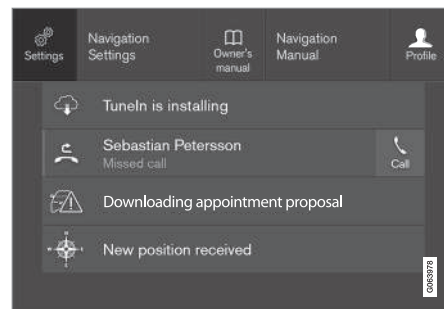 Settings
Navigation
Settings
Owner's
manual
Navigation
Manual
Profile
TuneIn is installing
Sebastian Petersson
Missed call
Call
Downloading appointment proposal
New position received
G063978